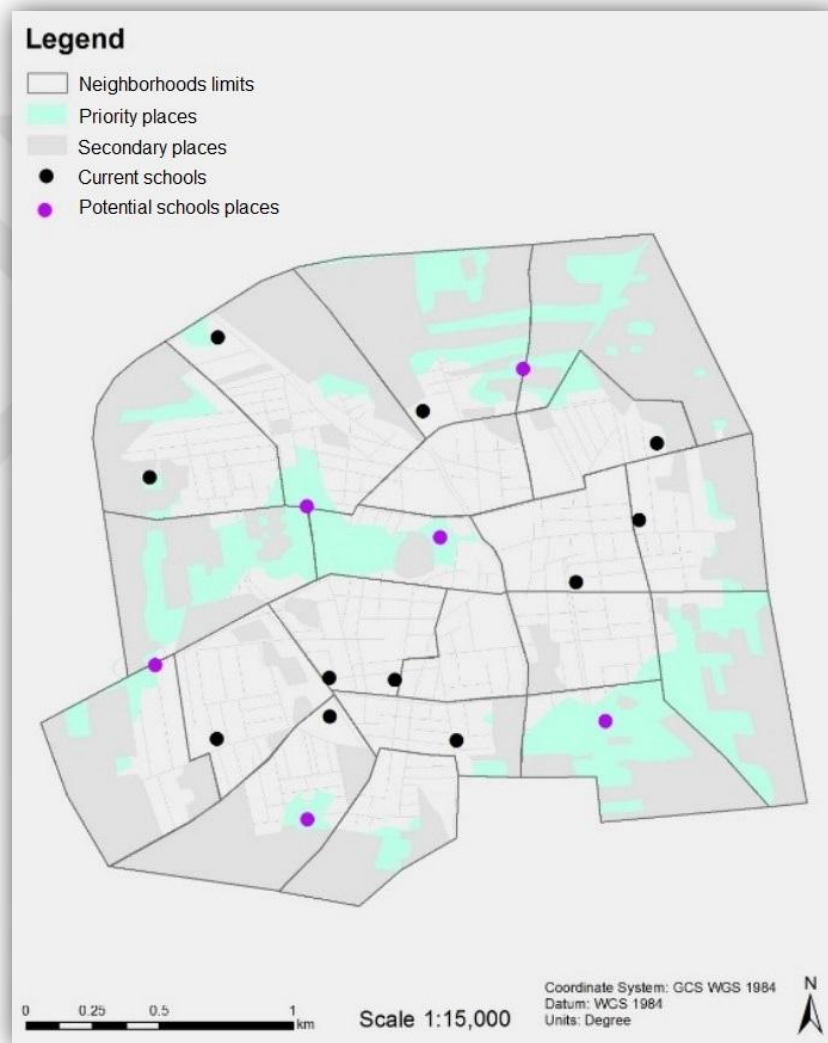 Legend
Neighborhoods limits
Priority places
Secondary places
Current schools
Potential schools places
0 0.25 0.5 1
km
Scale 1:15,000
Coordinate System: GCS WGS 1984
Datum: WGS 1984
Units: Degree
N